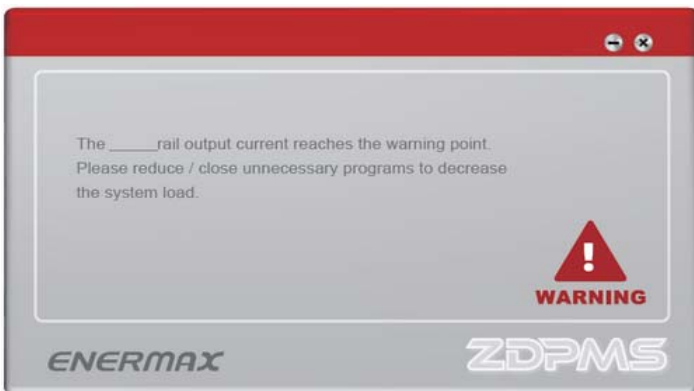 The _____rail output current reaches the warning point.
Please reduce / close unnecessary programs to decrease
the system load.
!
WARNING
ENERMAX
ZDPMS